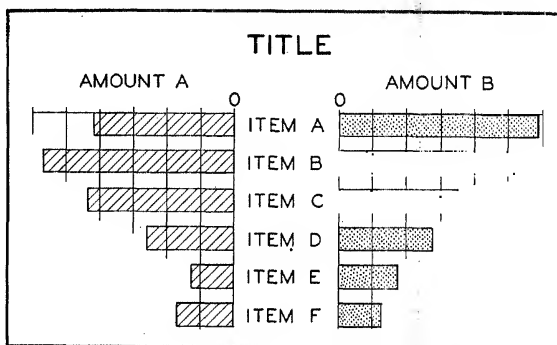 TITLE
AMOUNT A
AMOUNT B
0
0
ITEM A
ITEM B
ITEM C
ITEM D
ITEM E
ITEM F